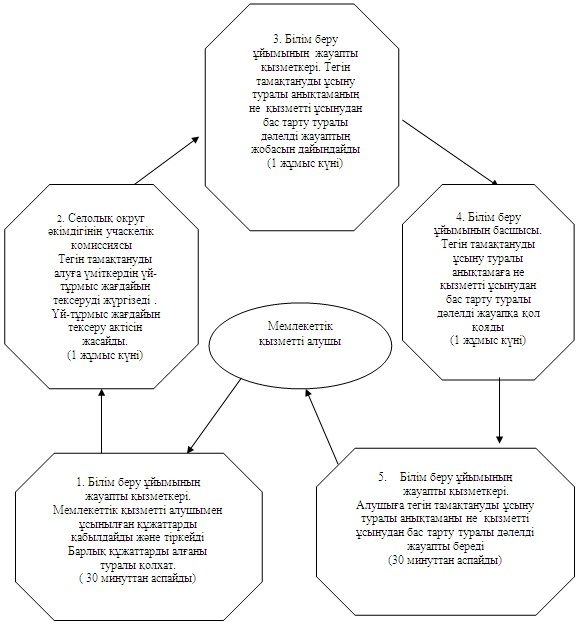 3. Білім беру
ұйымының жауапты
қызметкері. Тегін
тамақтануды ұсыну
туралы анықтаманың
не қызметті ұсынудан
бас тарту туралы
дәлелді жауаптың
жобасын дайындайды
(1 жұмыс күні)
2. Селолық округ
әкімдігінің учаскелік
комиссиясы
Тегін тамақтануды
алуға үміткердің үй-
тұрмыс жағдайын
тексеруді жүргізеді .
Үй-тұрмыс жағдайын
тексеру актісін
жасайды.
(1 жұмыс күні)
4. Білім беру
ұйымының басшысы.
Тегін тамақтануды
ұсыну туралы
анықтамаға не
қызметті ұсынудан
бас тарту туралы
дәлелді жауапқа қол
қояды
(1 жұмыс күні)
Мемлекеттік
қызметті алушы
1. Білім беру ұйымының
жауапты қызметкері.
Мемлекеттік қызметті алушымен
ұсынылған құжаттарды
қабылдайды және тіркейді
Барлық құжаттарды алғаны
туралы қолхат.
( 30 минуттан аспайды)
5. Білім беру ұйымының
жауапты қызметкері.
Алушыға тегін тамақтануды ұсыну
туралы анықтаманы не қызметті
ұсынудан бас тарту туралы дәлелді
жауапты береді
(30 минуттан аспайды)